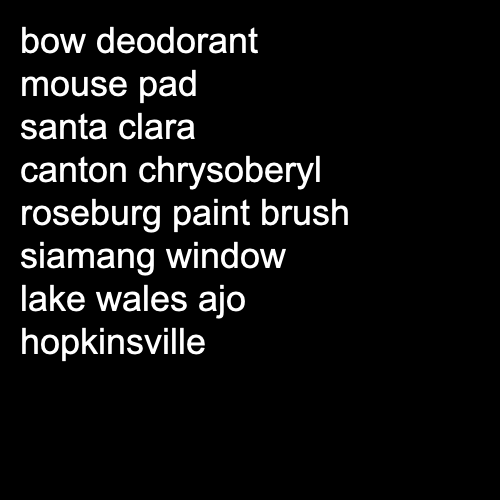 bow deodorant
mouse pad
santa clara
canton chrysoberyl
roseburg paint brush
siamang window
lake wales ajo
hopkinsville